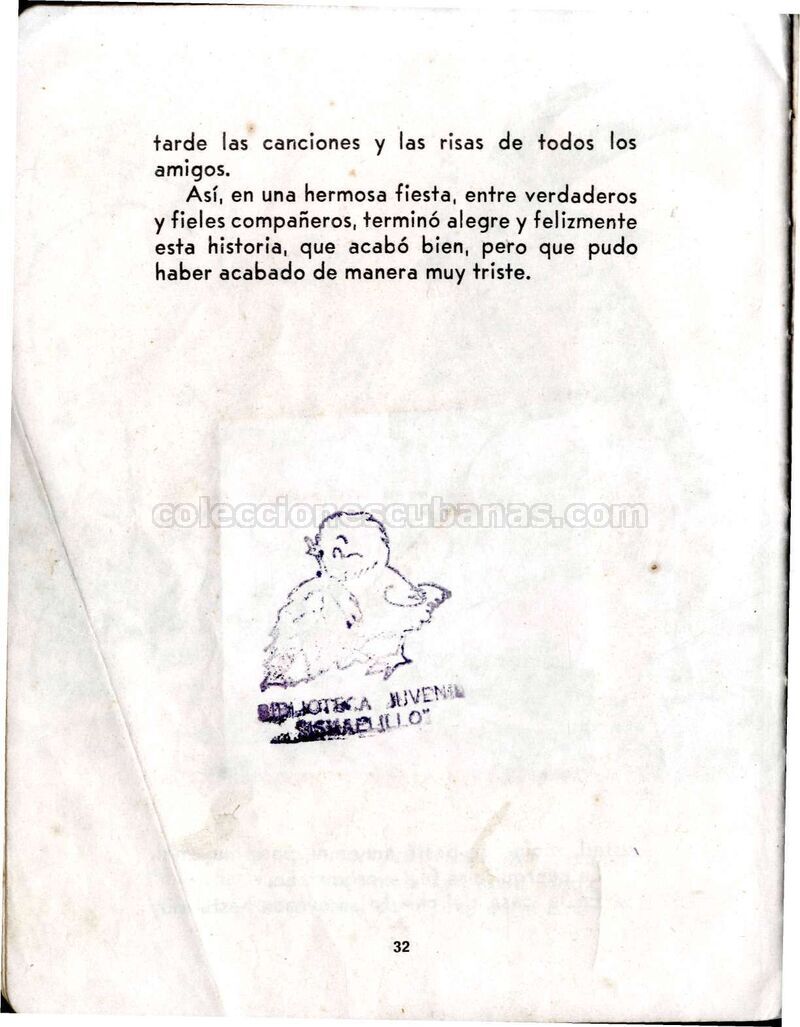 tarde las canciones y las risas de todos los
amigos.
Así, en una hermosa fiesta, entre verdaderos
y fieles compañeros, terminó alegre y felizmente
esta historia, que acabó bien, pero que pudo
haber acabado de manera muy triste.
coleccionescubanas.com
BIBLIOTECA JUVENIL
32